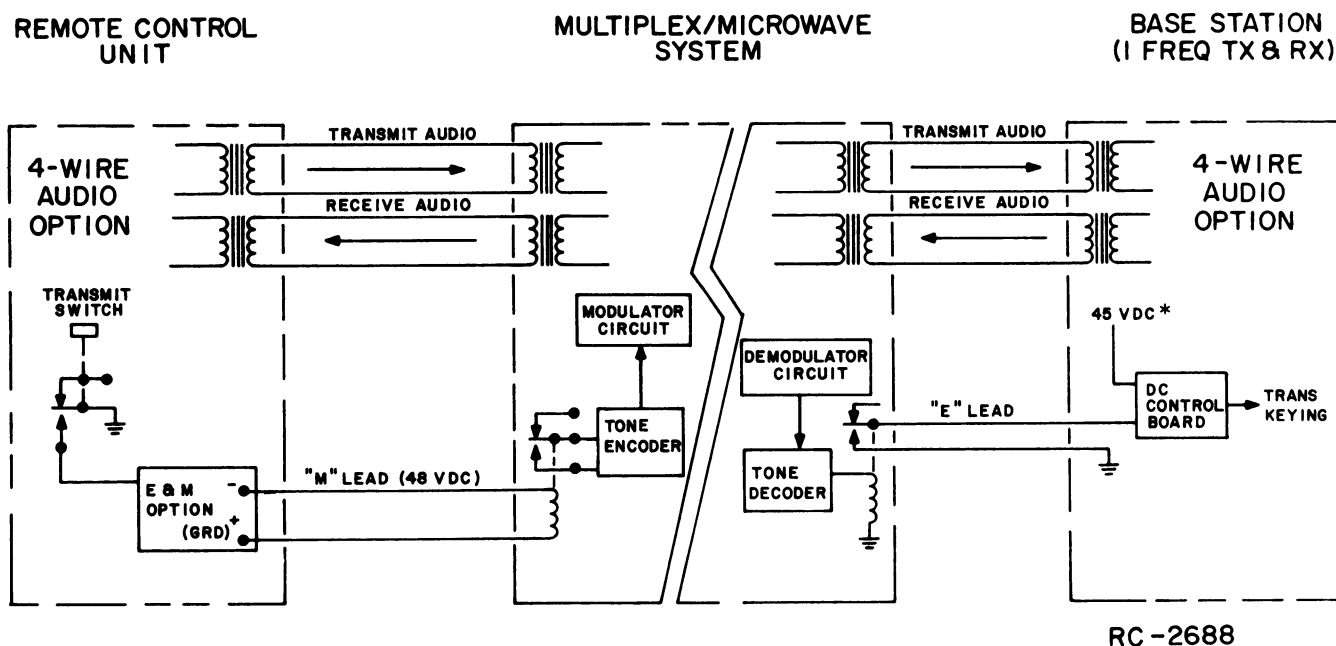 REMOTE CONTROL
UNIT
MULTIPLEX/MICROWAVE
SYSTEM
BASE STATION
(1 FREQ TX & RX)
4-WIRE
AUDIO
OPTION
TRANSMIT AUDIO
RECEIVE AUDIO
TRANSMIT AUDIO
RECEIVE AUDIO
4-WIRE
AUDIO
OPTION
TRANSMIT
SWITCH
E & M
OPTION
(GRD)
-
+
"M" LEAD (48 VDC)
MODULATOR
CIRCUIT
TONE
ENCODER
DEMODULATOR
CIRCUIT
TONE
DECODER
"E" LEAD
45 VDC*
DC
CONTROL
BOARD
TRANS
KEYING
RC-2688